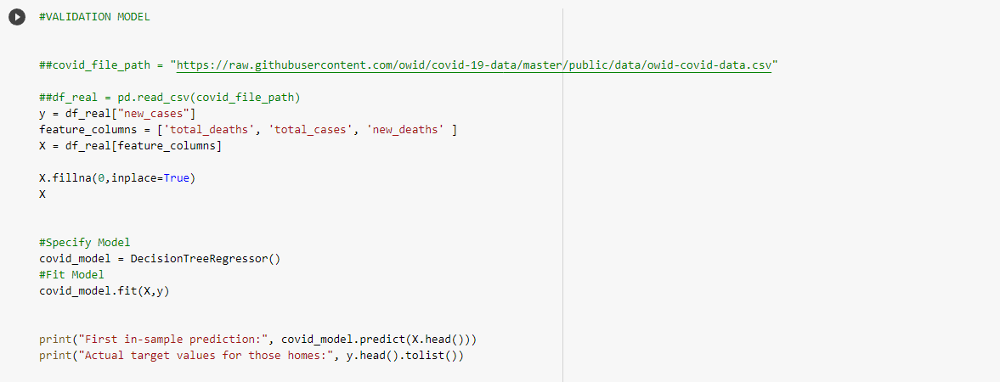 #VALIDATION MODEL
##covid_file_path = "https://raw.githubusercontent.com/owid/covid-19-data/master/public/data/owid-covid-data.csv"
##df_real = pd.read_csv(covid_file_path)
y = df_real["new_cases"]
feature_columns = ['total_deaths', 'total_cases', 'new_deaths' ]
X = df_real[feature_columns]
X.fillna(0,inplace=True)
X
#Specify Model
covid_model = DecisionTreeRegressor()
#Fit Model
covid_model.fit(X,y)
print("First in-sample prediction:", covid_model.predict(X.head()))
print("Actual target values for those homes:", y.head().tolist())